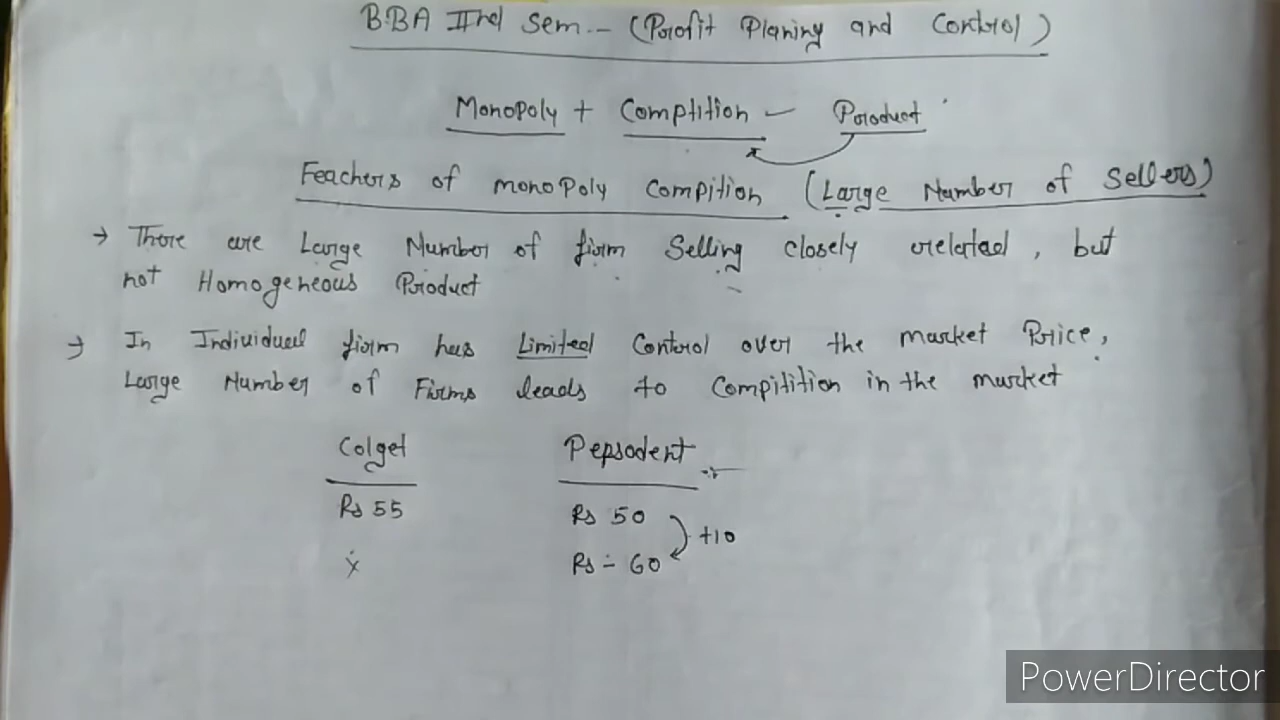 BBA IInd Sem.- (Profit Planing and Control)
Monopoly + Comptition - Product
Feachers of monopoly Compition (Large Number of Sellers)
→ There are Large Number of firm Selling closely related, but
not Homogeneous Product
→ In Individual firm has Limited Control over the market Price,
Large Number of Firms leads to Compitition in the market
Colget Pepsodent
Rs 55 Rs 50 +10
x Rs = 60
PowerDirector